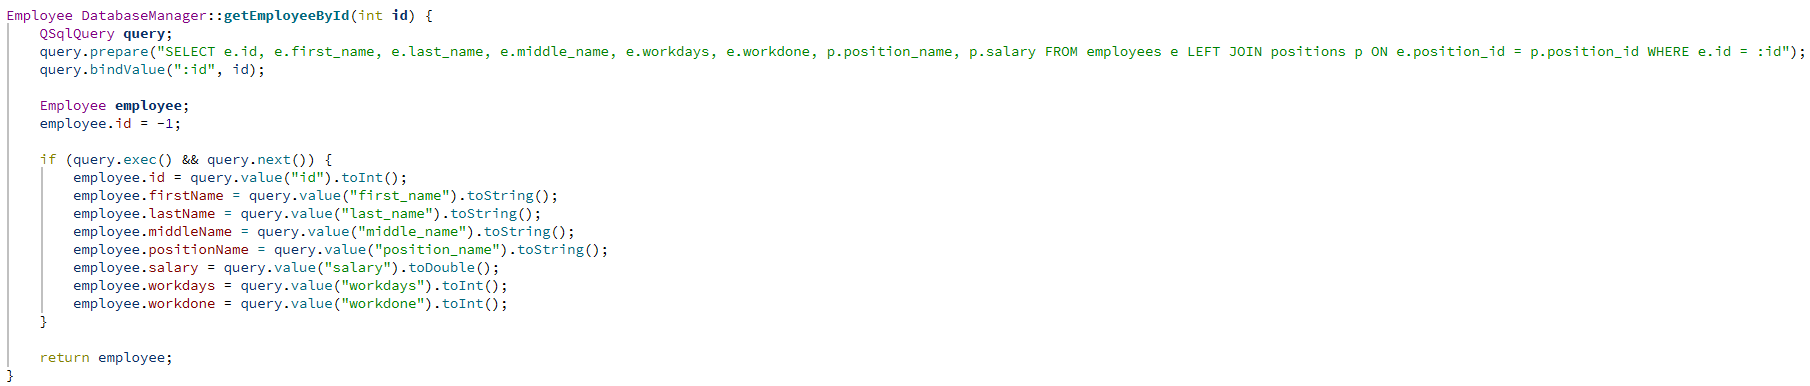 Employee DatabaseManager::getEmployeeById(int id) {
    QSqlQuery query;
    query.prepare("SELECT e.id, e.first_name, e.last_name, e.middle_name, e.workdays, e.workdone, p.position_name, p.salary FROM employees e LEFT JOIN positions p ON e.position_id = p.position_id WHERE e.id = :id");
    query.bindValue(":id", id);

    Employee employee;
    employee.id = -1;

    if (query.exec() && query.next()) {
        employee.id = query.value("id").toInt();
        employee.firstName = query.value("first_name").toString();
        employee.lastName = query.value("last_name").toString();
        employee.middleName = query.value("middle_name").toString();
        employee.positionName = query.value("position_name").toString();
        employee.salary = query.value("salary").toDouble();
        employee.workdays = query.value("workdays").toInt();
        employee.workdone = query.value("workdone").toInt();
    }

    return employee;
}